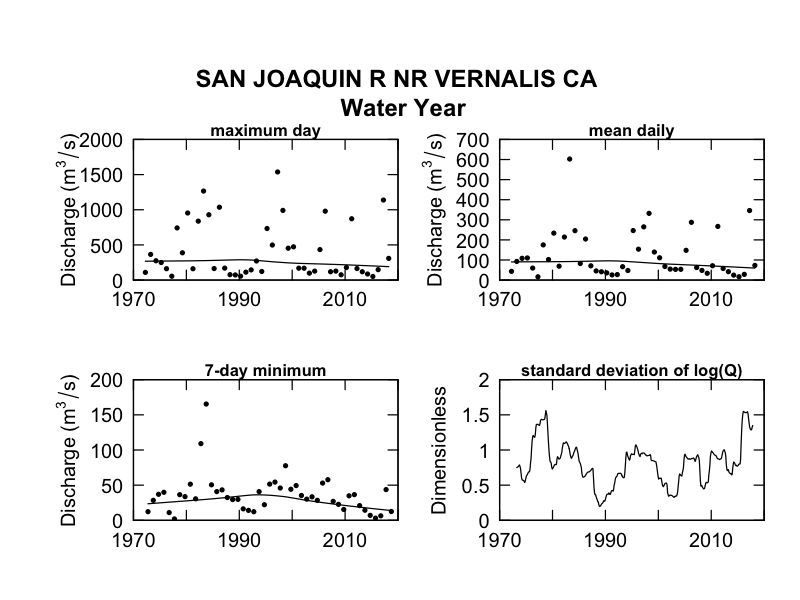 SAN JOAQUIN R NR VERNALIS CA
Water Year
maximum day
Discharge (m³/s)
2000
1500
1000
500
0
1970 1990 2010
mean daily
Discharge (m³/s)
700
600
500
400
300
200
100
0
1970 1990 2010
7-day minimum
Discharge (m³/s)
200
150
100
50
0
1970 1990 2010
standard deviation of log(Q)
Dimensionless
2
1.5
1
0.5
0
1970 1990 2010